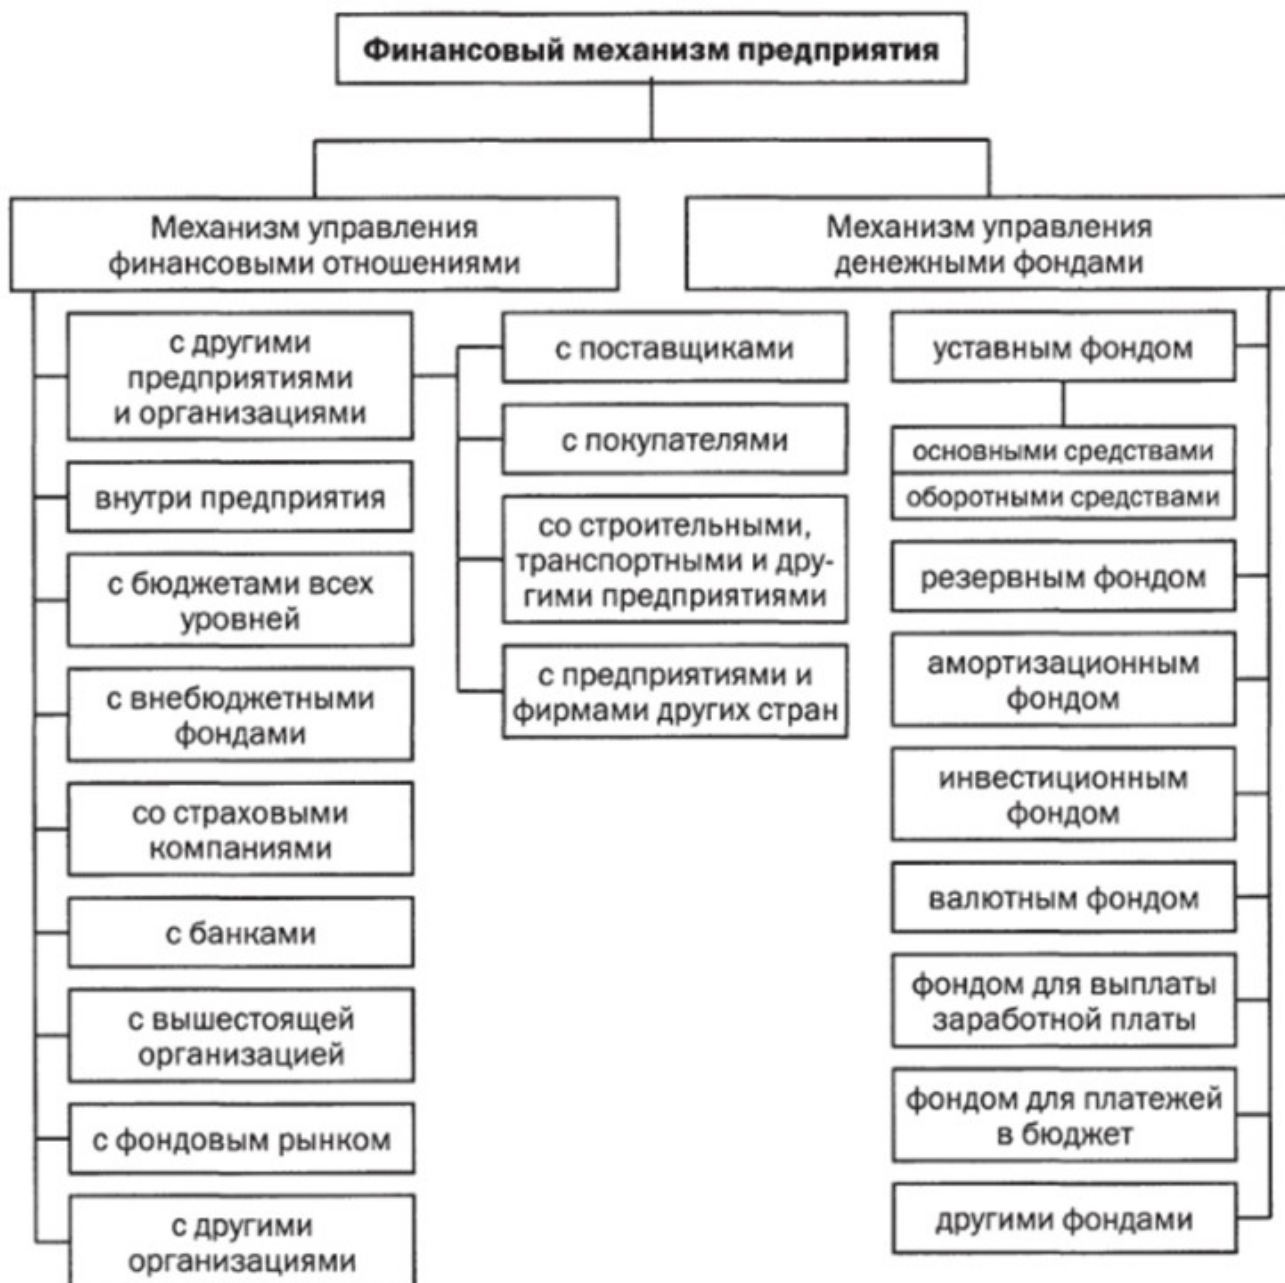 Финансовый механизм предприятия
Механизм управления
финансовыми отношениями
с другими
предприятиями
и организациями
внутри предприятия
с бюджетами всех
уровней
с внебюджетными
фондами
со страховыми
компаниями
с банками
с вышестоящей
организацией
с фондовым рынком
с другими
организациями
с поставщиками
с покупателями
со строительными,
транспортными и дру-
гими предприятиями
с предприятиями и
фирмами других стран
Механизм управления
денежными фондами
уставным фондом
основными средствами
оборотными средствами
резервным фондом
амортизационным
фондом
инвестиционным
фондом
валютным фондом
фондом для выплаты
заработной платы
фондом для платежей
в бюджет
другими фондами